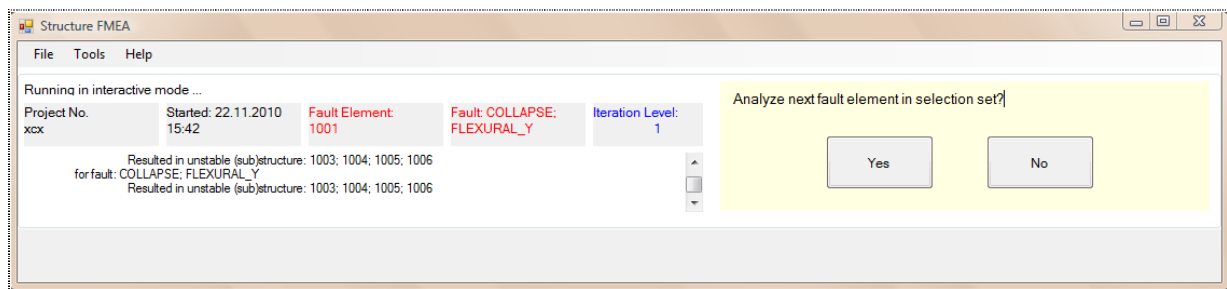 Structure FMEA
File Tools Help
Running in interactive mode ...
Project No.
xcx
Started: 22.11.2010
15:42
Fault Element:
1001
Fault: COLLAPSE;
FLEXURAL_Y
Iteration Level:
1
Resulted in unstable (sub)structure: 1003; 1004; 1005; 1006
for fault: COLLAPSE; FLEXURAL_Y
Resulted in unstable (sub)structure: 1003; 1004; 1005; 1006
Analyze next fault element in selection set?
Yes No